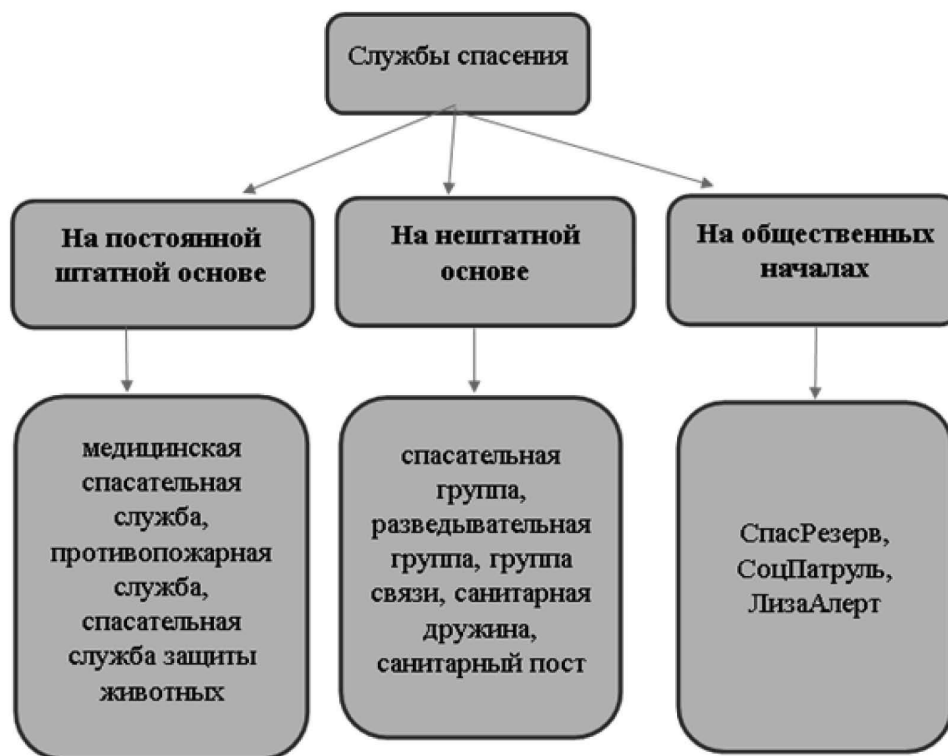 Службы спасения
На постоянной
штатной основе
На нештатной
основе
На общественных
началах
медицинская
спасательная
служба,
противопожарная
служба,
спасательная
служба защиты
животных
спасательная
группа,
разведывательная
группа, группа
связи, санитарная
дружина,
санитарный пост
СпасРезерв,
СоцПатруль,
ЛизаАлерт